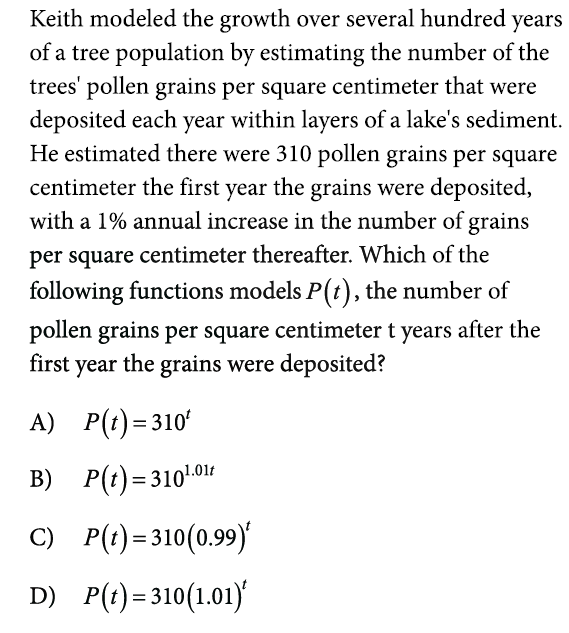 Keith modeled the growth over several hundred years
of a tree population by estimating the number of the
trees' pollen grains per square centimeter that were
deposited each year within layers of a lake's sediment.
He estimated there were 310 pollen grains per square
centimeter the first year the grains were deposited,
with a 1% annual increase in the number of grains
per square centimeter thereafter. Which of the
following functions models P(t), the number of
pollen grains per square centimeter t years after the
first year the grains were deposited?
A) P(t) = 310^t
B) P(t) = 310^1.01t
C) P(t) = 310(0.99)^t
D) P(t) = 310(1.01)^t